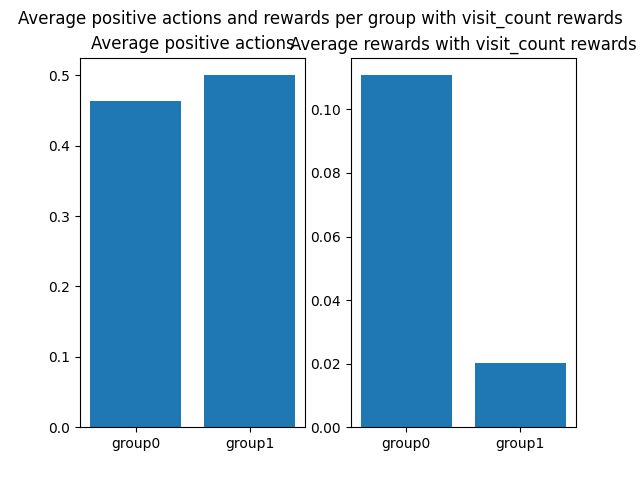 Average positive actions and rewards per group with visit_count rewards
Average positive actions
0.5
0.4
0.3
0.2
0.1
0.0
group0
group1
Average rewards with visit_count rewards
0.10
0.08
0.06
0.04
0.02
0.00
group0
group1